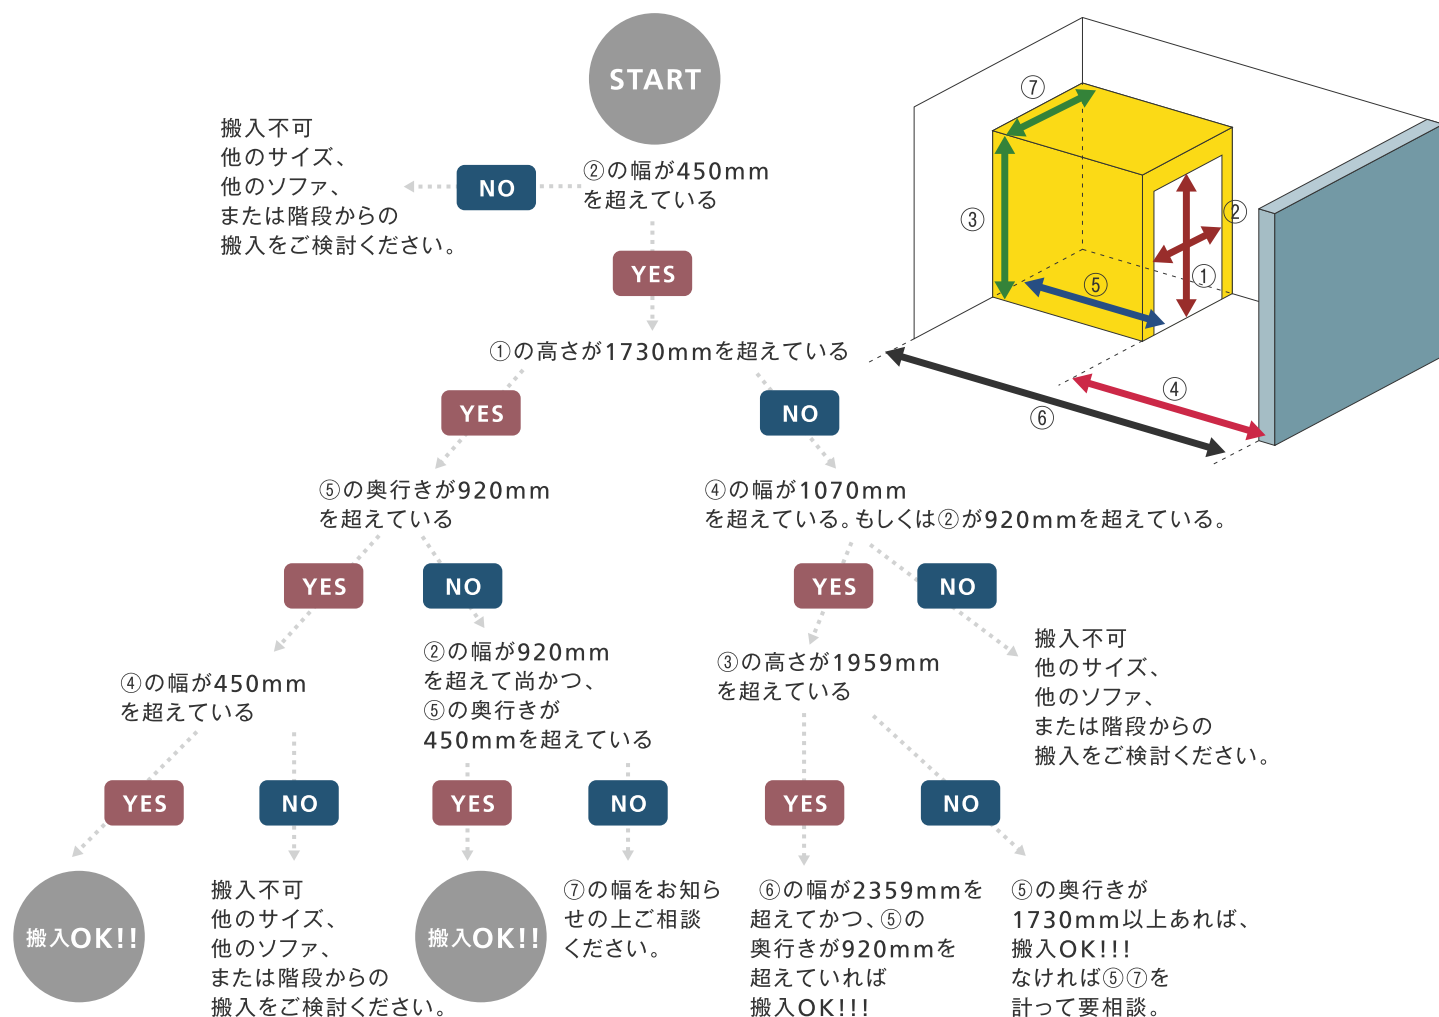 START
②の幅が450mm
を超えている
NO
搬入不可
他のサイズ、
他のソファ、
または階段からの
搬入をご検討ください。
YES
①の高さが1730mmを超えている
YES
NO
⑤の奥行きが920mm
を超えている
④の幅が1070mm
を超えている。もしくは②が920mmを超えている。
YES
NO
YES
NO
④の幅が450mm
を超えている
②の幅が920mm
を超えて尚かつ、
⑤の奥行きが
450mmを超えている
③の高さが1959mm
を超えている
搬入不可
他のサイズ、
他のソファ、
または階段からの
搬入をご検討ください。
YES
NO
YES
NO
YES
NO
搬入OK!!
搬入不可
他のサイズ、
他のソファ、
または階段からの
搬入をご検討ください。
搬入OK!!
⑦の幅をお知ら
せの上ご相談
ください。
⑥の幅が2359mmを
超えてかつ、⑤の
奥行きが920mmを
超えていれば
搬入OK!!!
⑤の奥行きが
1730mm以上あれば、
搬入OK!!!
なければ⑤⑦を
計って要相談。
⑦
③
②
①
⑤
④
⑥